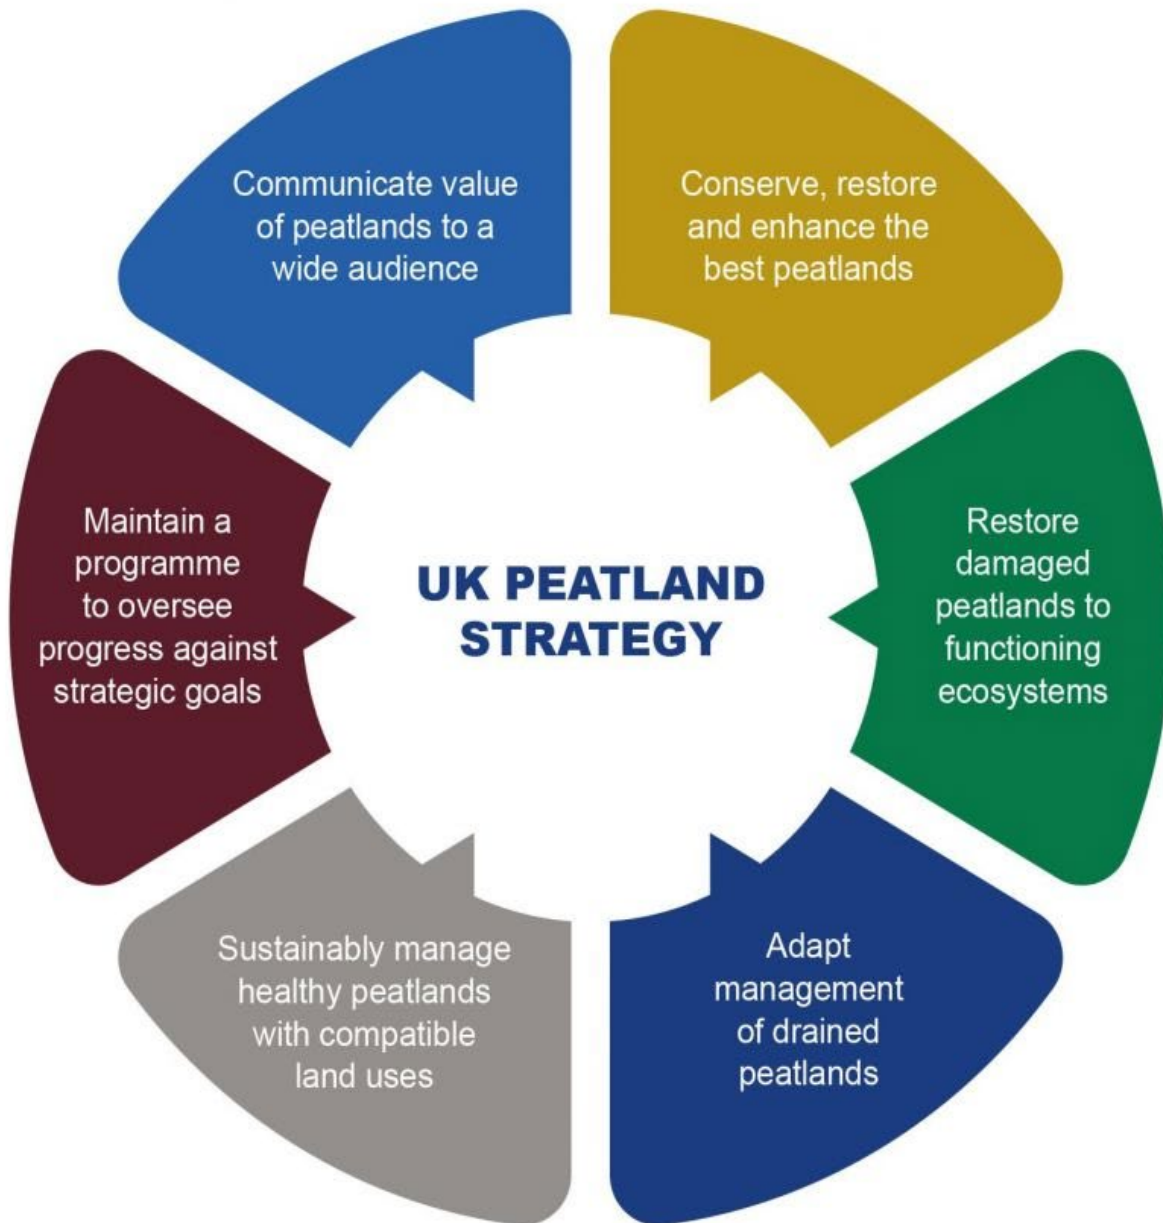 Communicate value
of peatlands to a
wide audience
Conserve, restore
and enhance the
best peatlands
Maintain a
programme
to oversee
progress against
strategic goals
UK PEATLAND
STRATEGY
Restore
damaged
peatlands to
functioning
ecosystems
Sustainably manage
healthy peatlands
with compatible
land uses
Adapt
management
of drained
peatlands